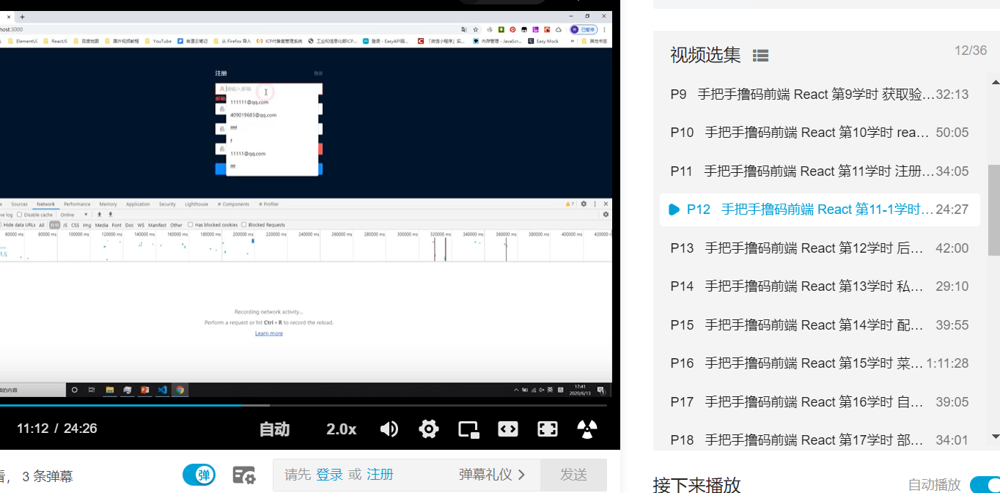 host:3000
ElementUi
ReactJS
百度地图
国外视频教程
YouTube
有道云笔记
从 Firefox 导入
ICP代备案管理系统
工业和信息化部ICP...
登录 - EasyAPI服...
「微信小程序」实...
内存管理 - JavaScr...
Easy Mock
其他书签
已暂停
注册
登录
请输入邮箱
邮箱
111111@qq.com
409019683@qq.com
fffff
f
11111@qq.com
ffff
Sources Network Performance Memory Application Security Lighthouse Components Profiler
7
ve log Disable cache Online
Hide data URLs All XHR JS CSS Img Media Font Doc WS Manifest Other Has blocked cookies Blocked Requests
60000 ms 80000 ms 100000 ms 120000 ms 140000 ms 160000 ms 180000 ms 200000 ms 220000 ms 240000 ms 260000 ms 280000 ms 300000 ms 320000 ms 340000 ms 360000 ms 380000 ms 400000 ms 420000
Recording network activity...
Perform a request or hit Ctrl + R to record the reload.
Learn more
的内容
英
17:41
2020/6/13
11:12 / 24:26
自动
2.0x
看， 3 条弹幕
弹
请先 登录 或 注册
弹幕礼仪
发送
视频选集
12/36
P9 手把手撸码前端 React 第9学时 获取验... 32:13
P10 手把手撸码前端 React 第10学时 rea... 50:05
P11 手把手撸码前端 React 第11学时 注册... 34:05
P12 手把手撸码前端 React 第11-1学时... 24:27
P13 手把手撸码前端 React 第12学时 后... 42:00
P14 手把手撸码前端 React 第13学时 私... 29:10
P15 手把手撸码前端 React 第14学时 配... 39:55
P16 手把手撸码前端 React 第15学时 菜... 1:11:28
P17 手把手撸码前端 React 第16学时 自... 39:05
P18 手把手撸码前端 React 第17学时 部... 34:01
接下来播放
自动播放